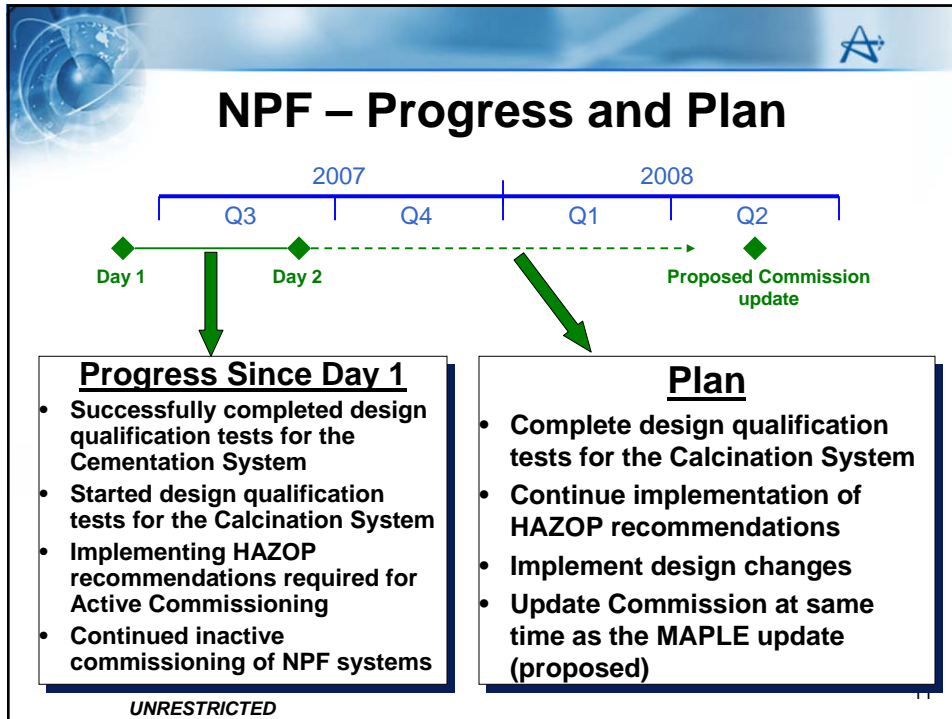 NPF – Progress and Plan
2007 2008
Q3 Q4 Q1 Q2
Day 1 Day 2 Proposed Commission
update
Progress Since Day 1
• Successfully completed design
qualification tests for the
Cementation System
• Started design qualification
tests for the Calcination System
• Implementing HAZOP
recommendations required for
Active Commissioning
• Continued inactive
commissioning of NPF systems
Plan
• Complete design qualification
tests for the Calcination System
• Continue implementation of
HAZOP recommendations
• Implement design changes
• Update Commission at same
time as the MAPLE update
(proposed)
UNRESTRICTED